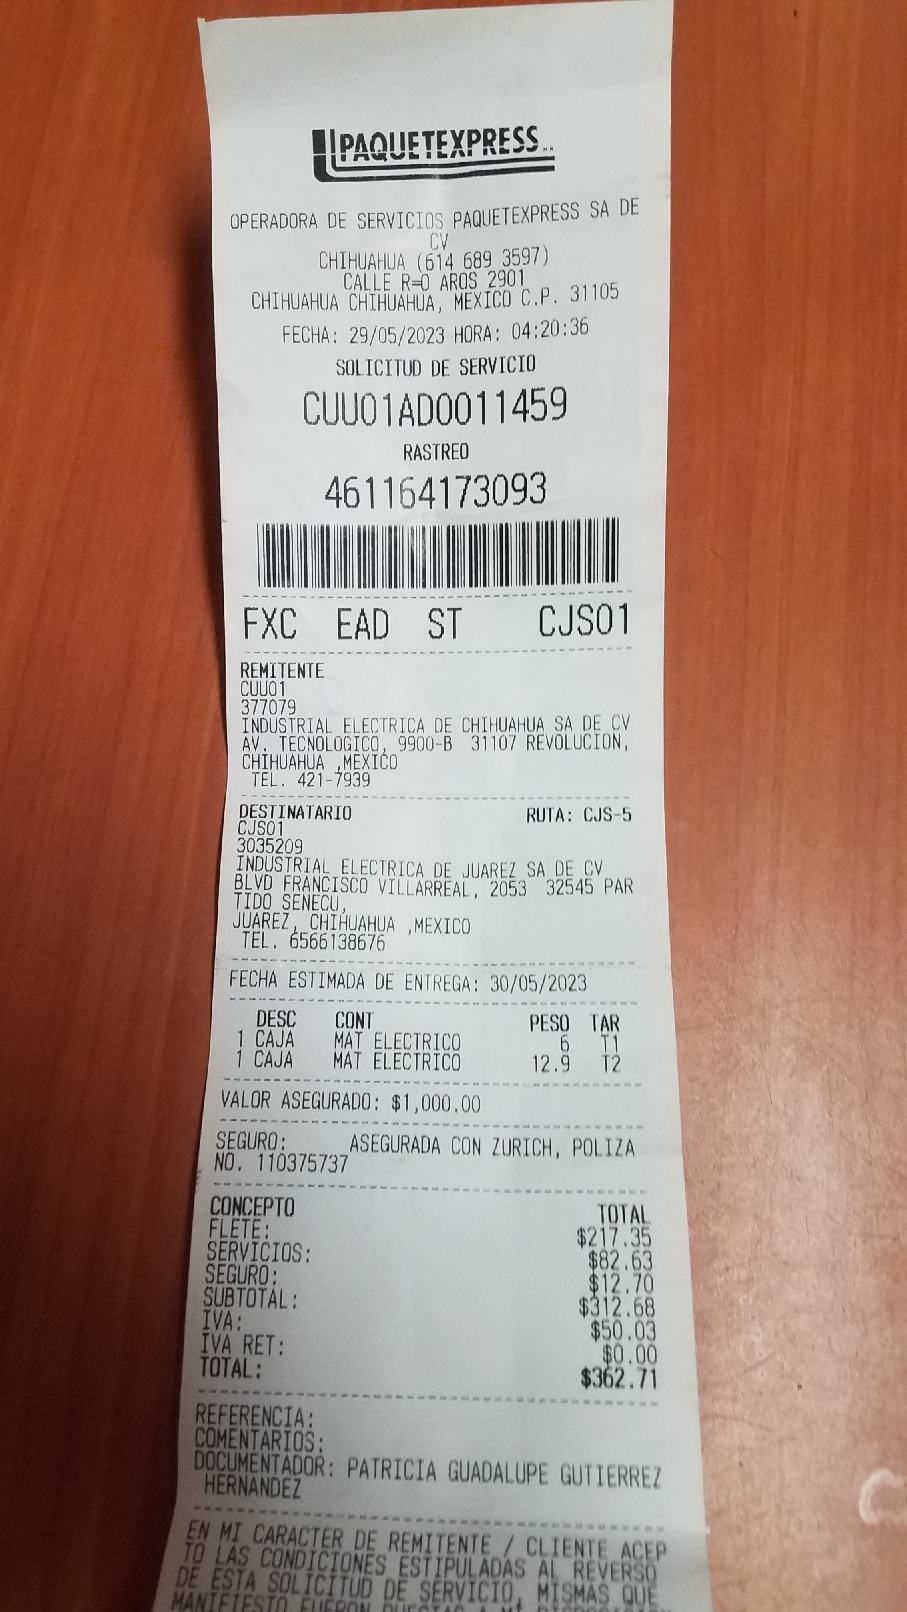 PAQUETEXPRESS
OPERADORA DE SERVICIOS PAQUETEXPRESS SA DE
CV
CHIHUAHUA (614 689 3597)
CALLE R=O AROS 2901
CHIHUAHUA CHIHUAHUA, MEXICO C.P. 31105
FECHA: 29/05/2023 HORA: 04:20:36
SOLICITUD DE SERVICIO
CUU01AD0011459
RASTREO
461164173093
FXC EAD ST CJS01
REMITENTE
CUU01
377079
INDUSTRIAL ELECTRICA DE CHIHUAHUA SA DE CV
AV. TECNOLOGICO, 9900-B 31107 REVOLUCION,
CHIHUAHUA ,MEXICO
TEL. 421-7939
DESTINATARIO RUTA: CJS-5
CJS01
3035209
INDUSTRIAL ELECTRICA DE JUAREZ SA DE CV
BLVD FRANCISCO VILLARREAL, 2053 32545 PAR
TIDO SENECU,
JUAREZ, CHIHUAHUA ,MEXICO
TEL. 6566138676
FECHA ESTIMADA DE ENTREGA: 30/05/2023
DESC CONT PESO TAR
1 CAJA MAT ELECTRICO 6 T1
1 CAJA MAT ELECTRICO 12.9 T2
VALOR ASEGURADO: $1,000.00
SEGURO: ASEGURADA CON ZURICH, POLIZA
NO. 110375737
CONCEPTO TOTAL
FLETE: $217.35
SERVICIOS: $82.63
SEGURO: $12.70
SUBTOTAL: $312.68
IVA: $50.03
IVA RET: $0.00
TOTAL: $362.71
REFERENCIA:
COMENTARIOS:
DOCUMENTADOR: PATRICIA GUADALUPE GUTIERREZ
HERNANDEZ
EN MI CARACTER DE REMITENTE / CLIENTE ACEP
TO LAS CONDICIONES ESTIPULADAS AL REVERSO
DE ESTA SOLICITUD DE SERVICIO, MISMAS QUE
MANIFIESTO FUERON